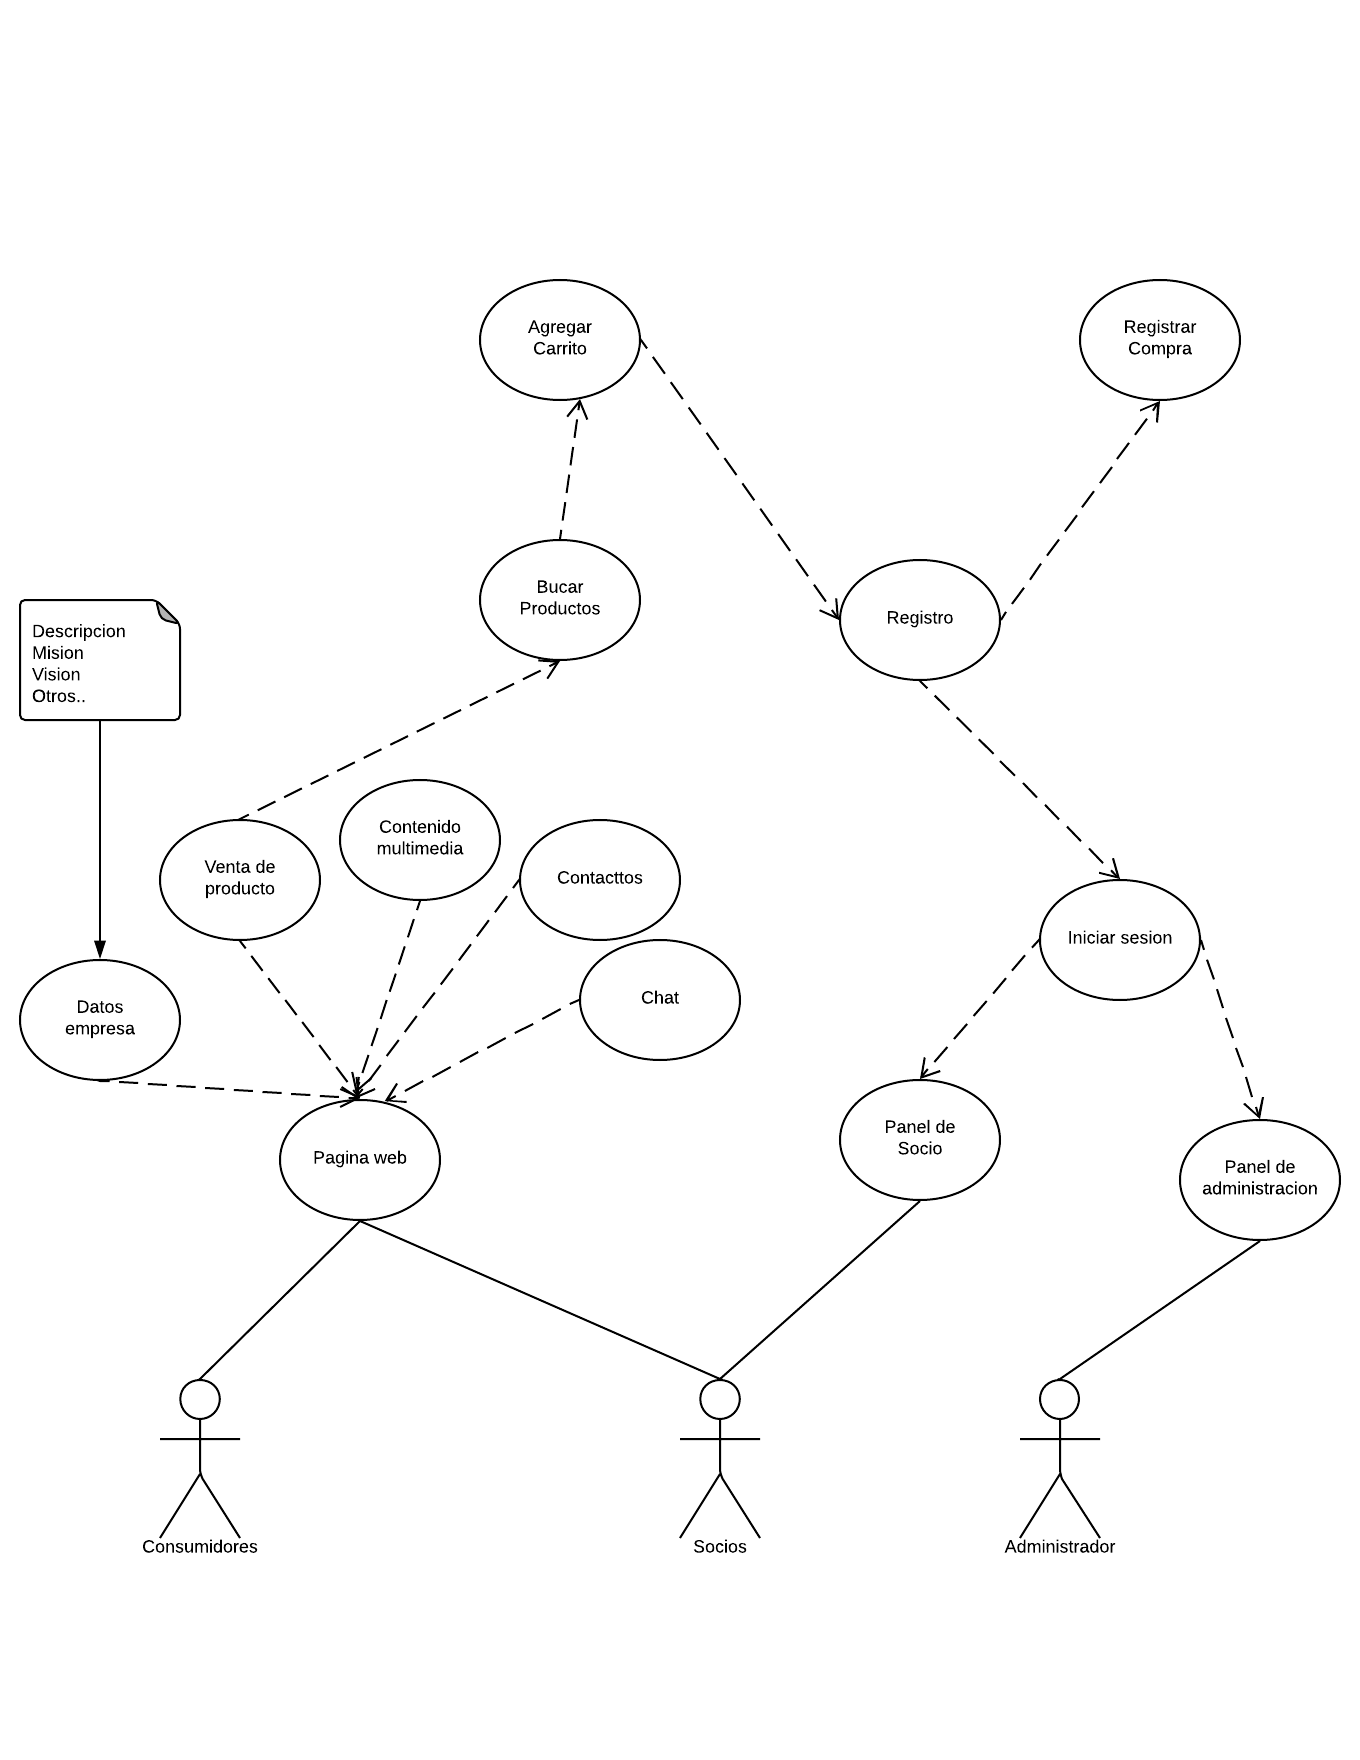 Agregar
Carrito
Registrar
Compra
Bucar
Productos
Registro
Descripcion
Mision
Vision
Otros..
Contenido
multimedia
Venta de
producto
Contacttos
Iniciar sesion
Chat
Datos
empresa
Pagina web
Panel de
Socio
Panel de
administracion
Consumidores
Socios
Administrador